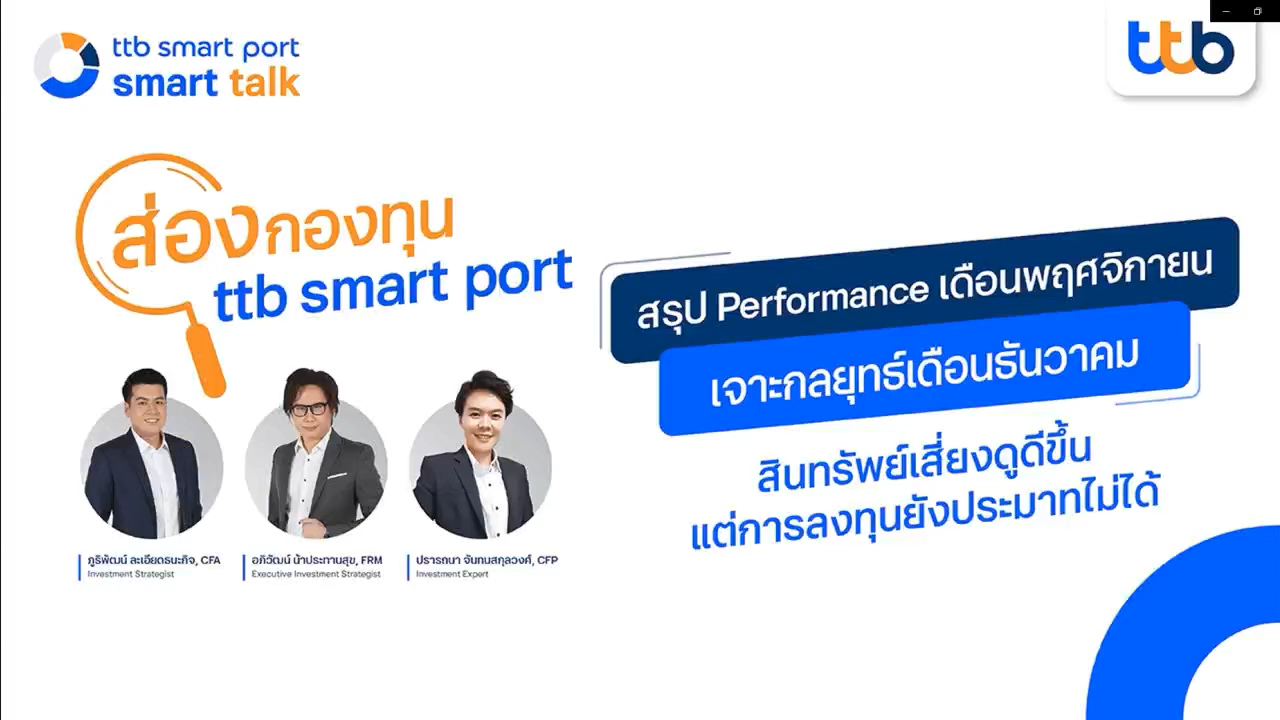 ttb smart port
smart talk
ttb
ส่องกองทุน
ttb smart port
สรุป Performance เดือนพฤศจิกายน
เจาะกลยุทธ์เดือนธันวาคม
สินทรัพย์เสี่ยงดูดีขึ้น
แต่การลงทุนยังประมาทไม่ได้
ภูริพัฒน์ ละเอียดธนะกิจ, CFA
Investment Strategist
อภิวัฒน์ น้าประทานสุข, FRM
Executive Investment Strategist
ปรารถนา จันทนสกุลวงศ์, CFP
Investment Expert